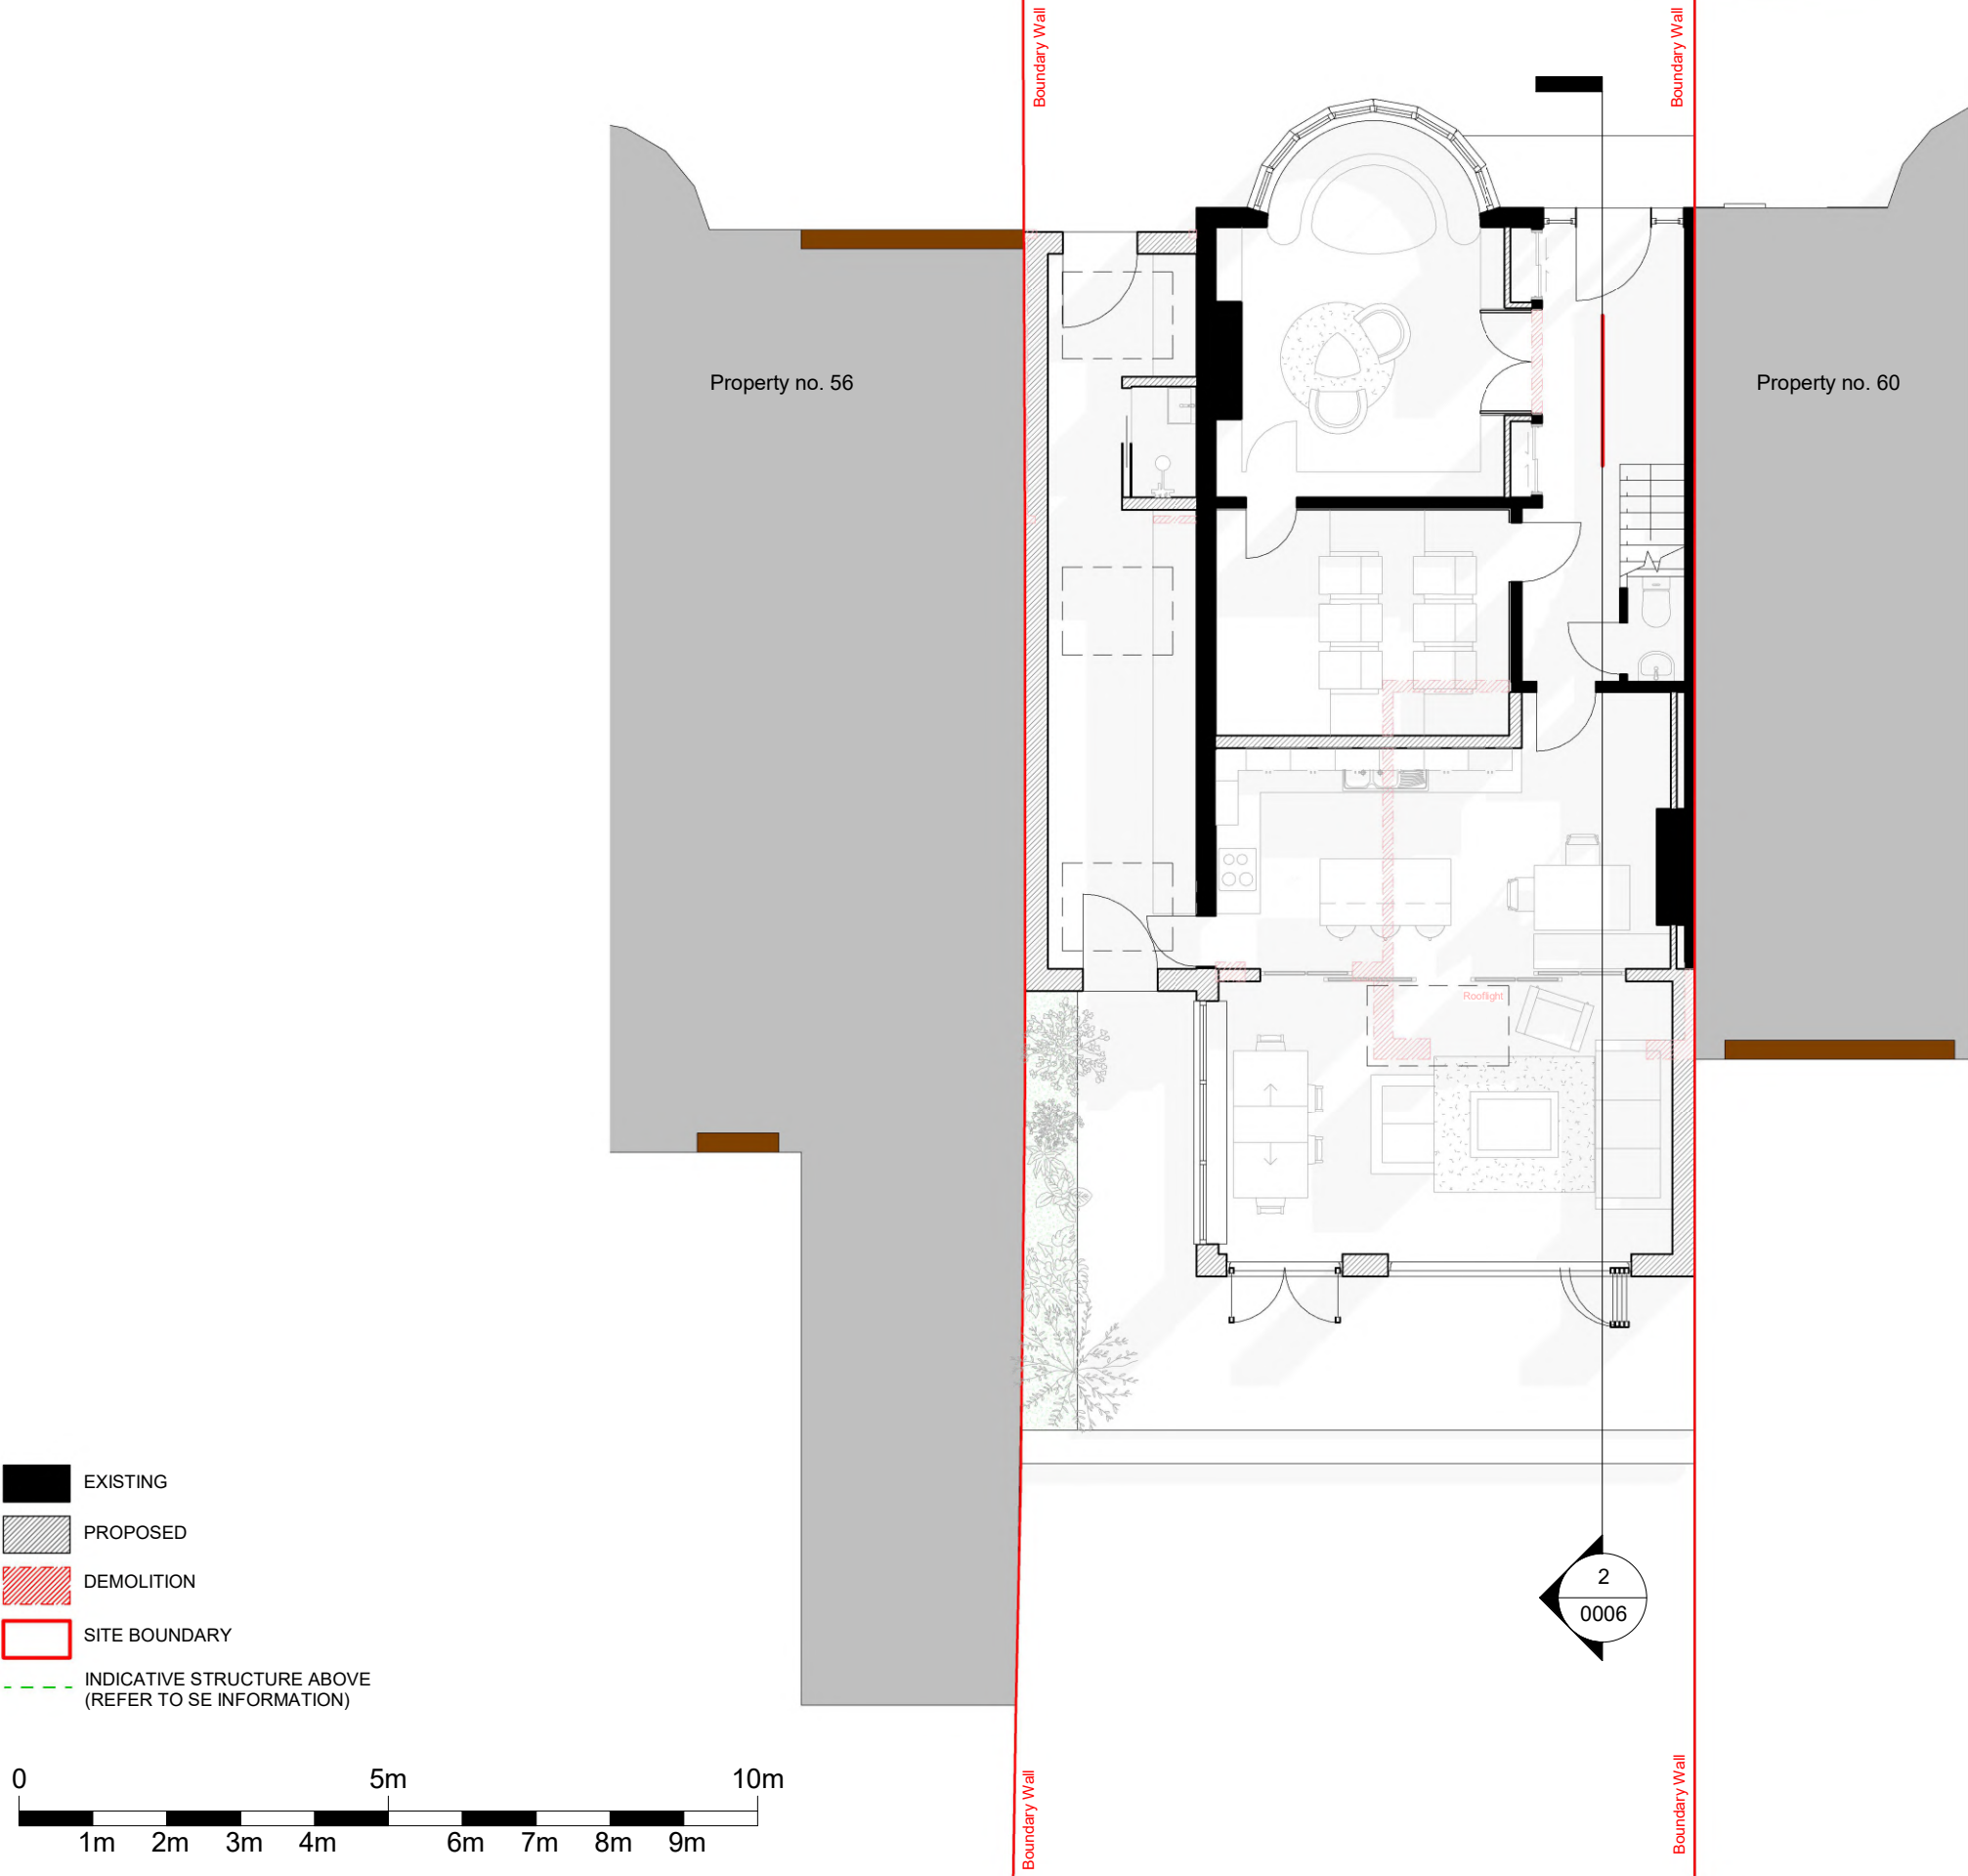 Boundary Wall
Boundary Wall
Property no. 56
Property no. 60
Rooflight
EXISTING
PROPOSED
DEMOLITION
SITE BOUNDARY
INDICATIVE STRUCTURE ABOVE
(REFER TO SE INFORMATION)
2
0006
0 5m 10m
1m 2m 3m 4m 6m 7m 8m 9m
Boundary Wall
Boundary Wall